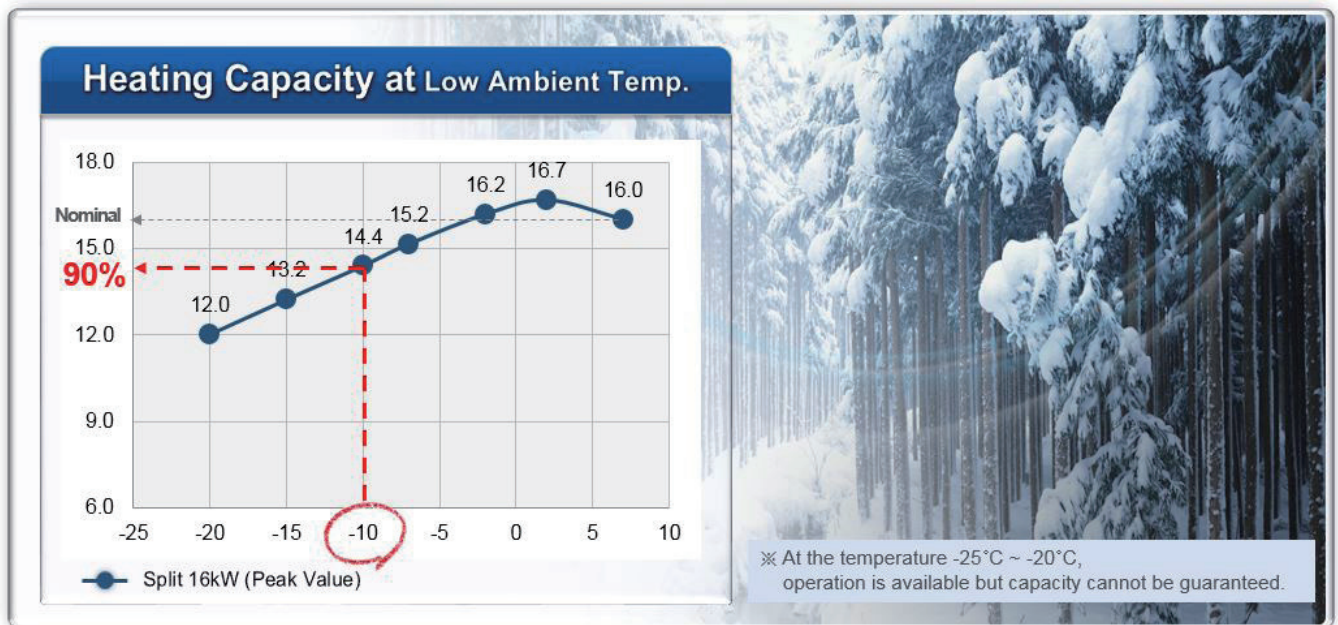 Heating Capacity at Low Ambient Temp.
18.0
Nominal
15.0
90%
12.0
9.0
6.0
12.0
13.2
14.4
15.2
16.2
16.7
16.0
-25 -20 -15 -10 -5 0 5 10
Split 16kW (Peak Value)
※ At the temperature -25°C ~ -20°C,
operation is available but capacity cannot be guaranteed.